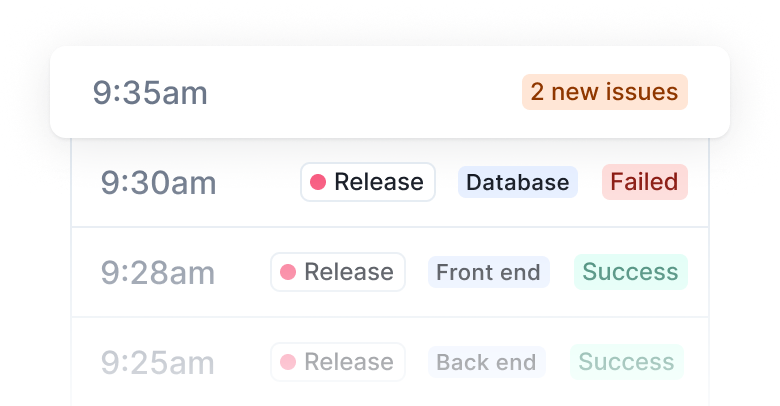 9:35am 2 new issues
9:30am Release Database Failed
9:28am Release Front end Success
9:25am Release Back end Success